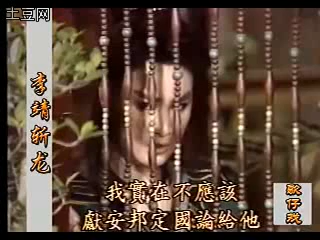 土豆网
李靖斩龙
我實在不應該
獻安邦定國論給他
歌仔戏